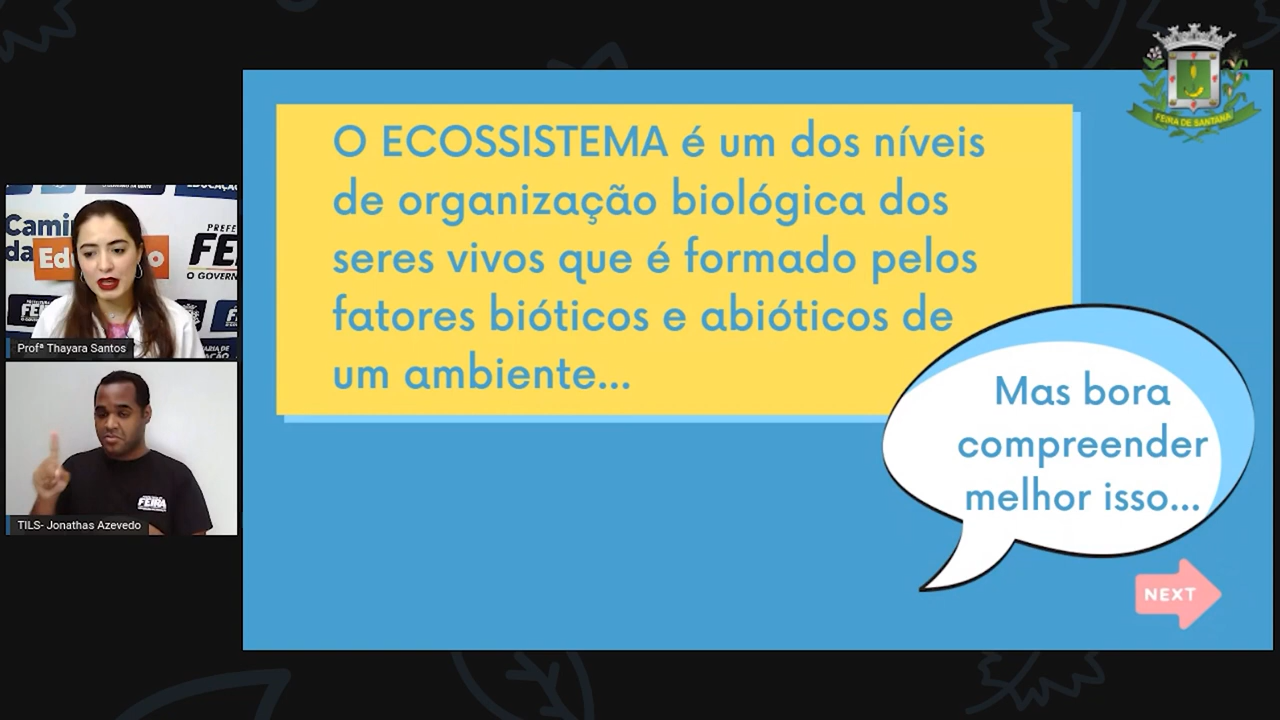 O ECOSSISTEMA é um dos níveis
de organização biológica dos
seres vivos que é formado pelos
fatores bióticos e abióticos de
um ambiente...
Mas bora
compreender
melhor isso...
NEXT
FEIRA DE SANTANA
Profª Thayara Santos
FEIRA
TILS- Jonathas Azevedo